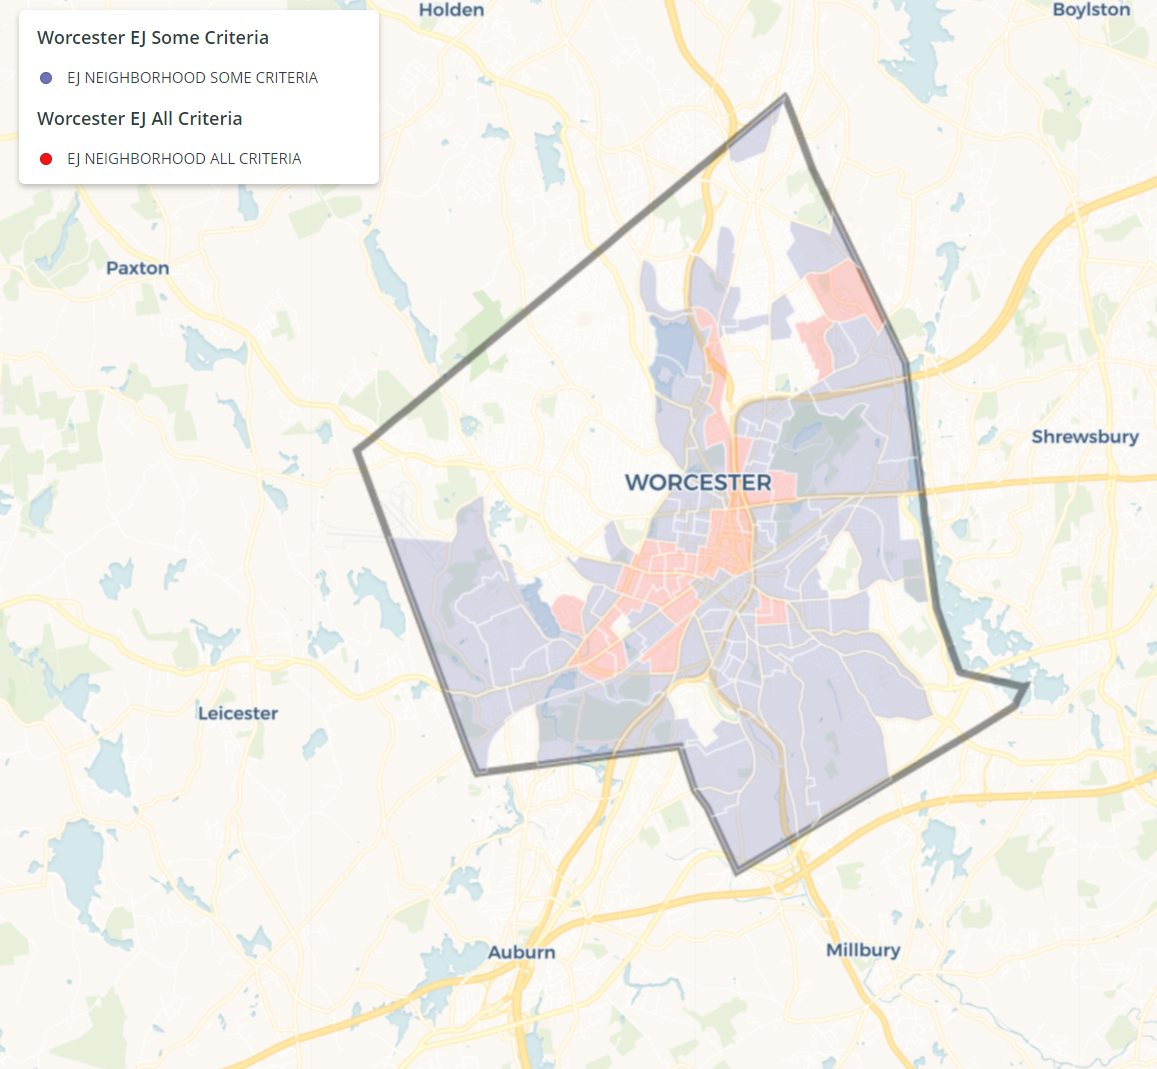 Holden
Boylston
Worcester EJ Some Criteria
EJ NEIGHBORHOOD SOME CRITERIA
Worcester EJ All Criteria
EJ NEIGHBORHOOD ALL CRITERIA
Paxton
Shrewsbury
WORCESTER
Leicester
Auburn
Millbury